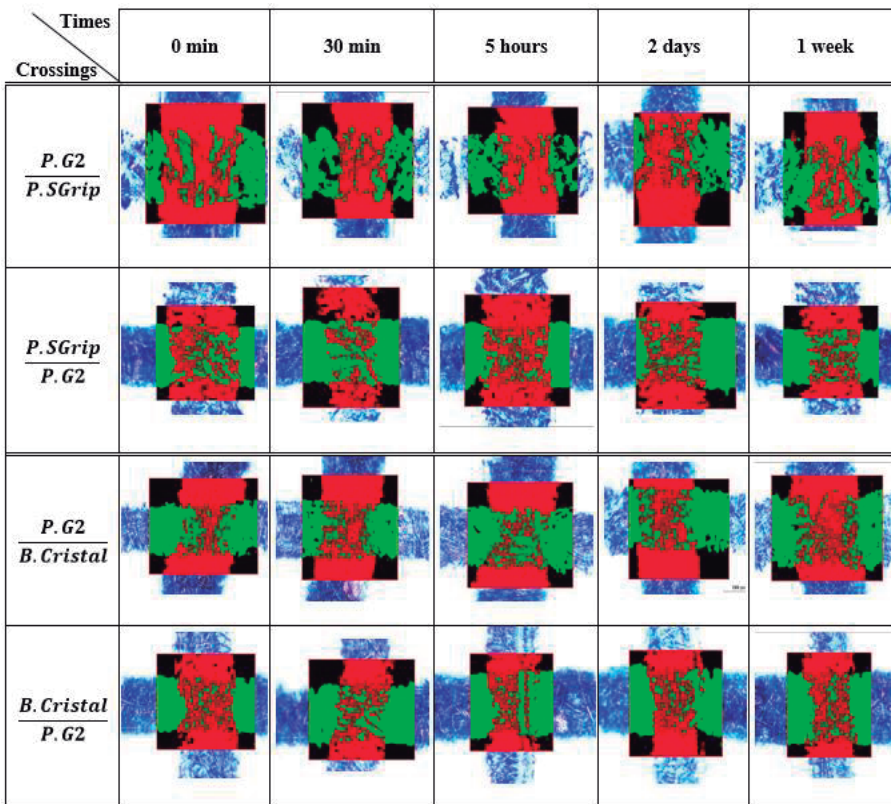 Times
Crossings
0 min
30 min
5 hours
2 days
1 week
P.G2
P.SGrip
P.SGrip
P.G2
P.G2
B.Cristal
B.Cristal
P.G2